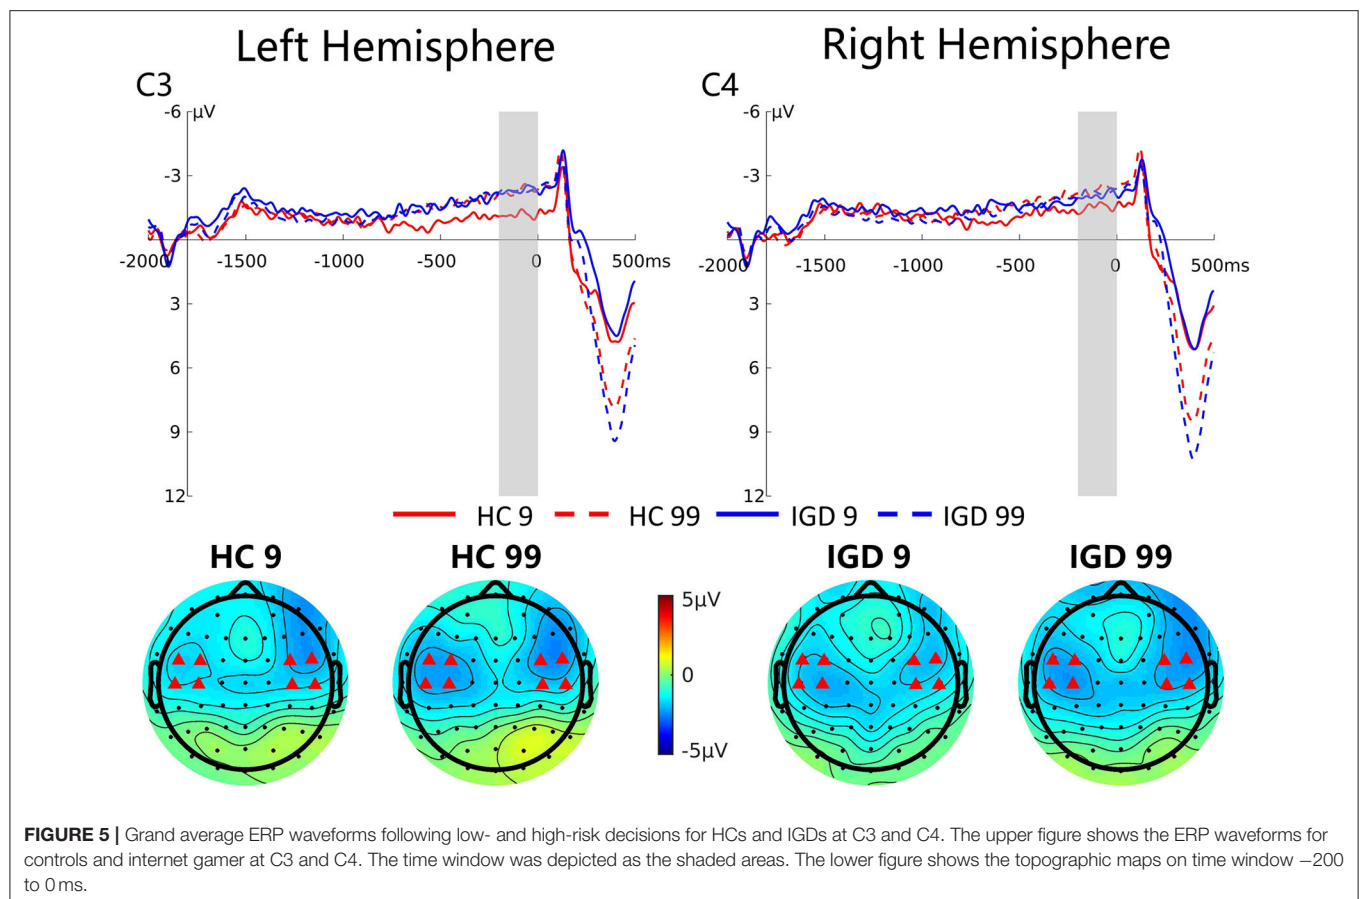 Left Hemisphere
Right Hemisphere
C3
C4
-6 μV
-3
-2000 -1500 -1000 -500 0 500ms
3
6
9
12
-6 μV
-3
-2000 -1500 -1000 -500 0 500ms
3
6
9
12
HC 9 HC 99 IGD 9 IGD 99
HC 9 HC 99 IGD 9 IGD 99
5μV
0
-5μV
FIGURE 5 | Grand average ERP waveforms following low- and high-risk decisions for HCs and IGDs at C3 and C4. The upper figure shows the ERP waveforms for
controls and internet gamer at C3 and C4. The time window was depicted as the shaded areas. The lower figure shows the topographic maps on time window −200
to 0 ms.